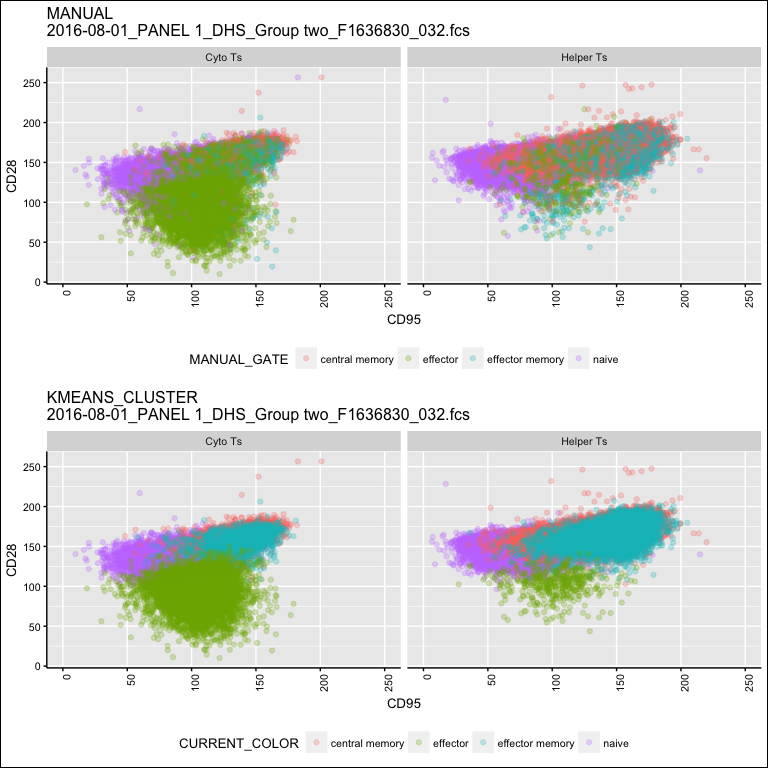 MANUAL
2016-08-01_PANEL 1_DHS_Group two_F1636830_032.fcs
Cyto Ts
Helper Ts
250
200
150
100
50
0
CD28
0 50 100 150 200 250
0 50 100 150 200 250
CD95
MANUAL_GATE central memory effector effector memory naive
KMEANS_CLUSTER
2016-08-01_PANEL 1_DHS_Group two_F1636830_032.fcs
Cyto Ts
Helper Ts
250
200
150
100
50
0
CD28
0 50 100 150 200 250
0 50 100 150 200 250
CD95
CURRENT_COLOR central memory effector effector memory naive